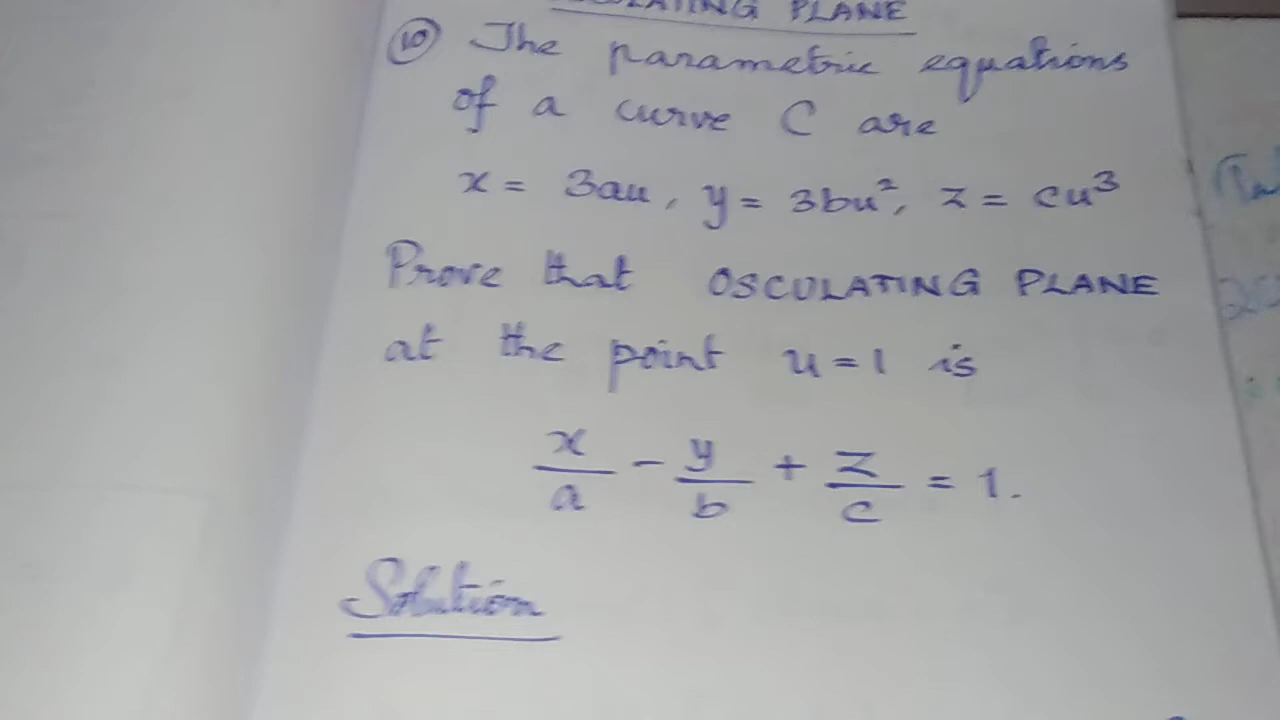 PLANE
10 The parametric equations
of a curve C are
x = 3au, y = 3bu², z = cu³
Prove that OSCULATING PLANE
at the point u = 1 is
x/a - y/b + z/c = 1.
Solution